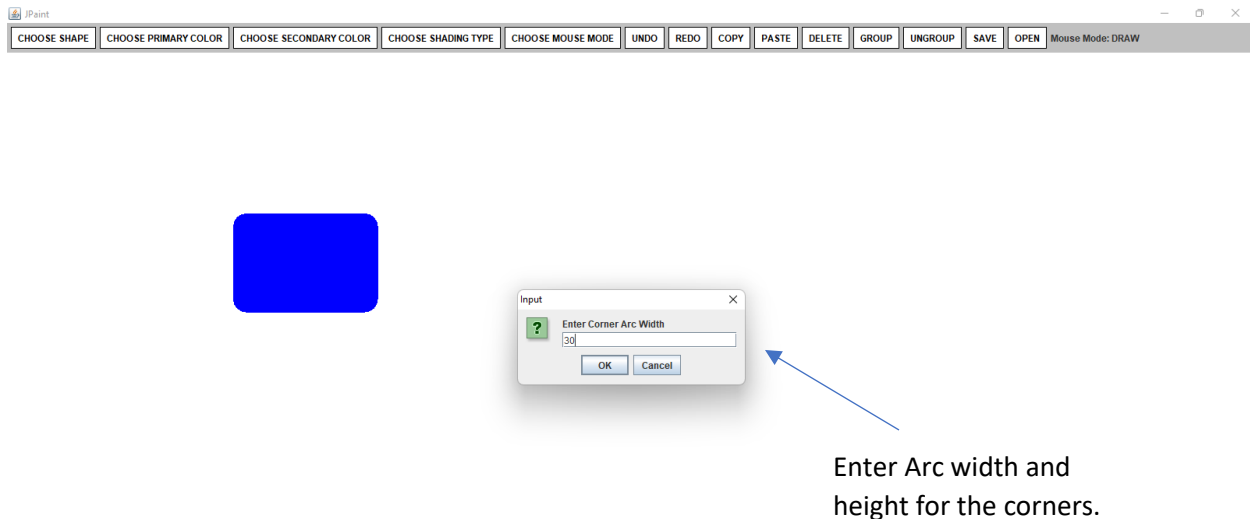 JPaint
CHOOSE SHAPE CHOOSE PRIMARY COLOR CHOOSE SECONDARY COLOR CHOOSE SHADING TYPE CHOOSE MOUSE MODE UNDO REDO COPY PASTE DELETE GROUP UNGROUP SAVE OPEN Mouse Mode: DRAW
Input
?
Enter Corner Arc Width
30
OK Cancel
Enter Arc width and
height for the corners.